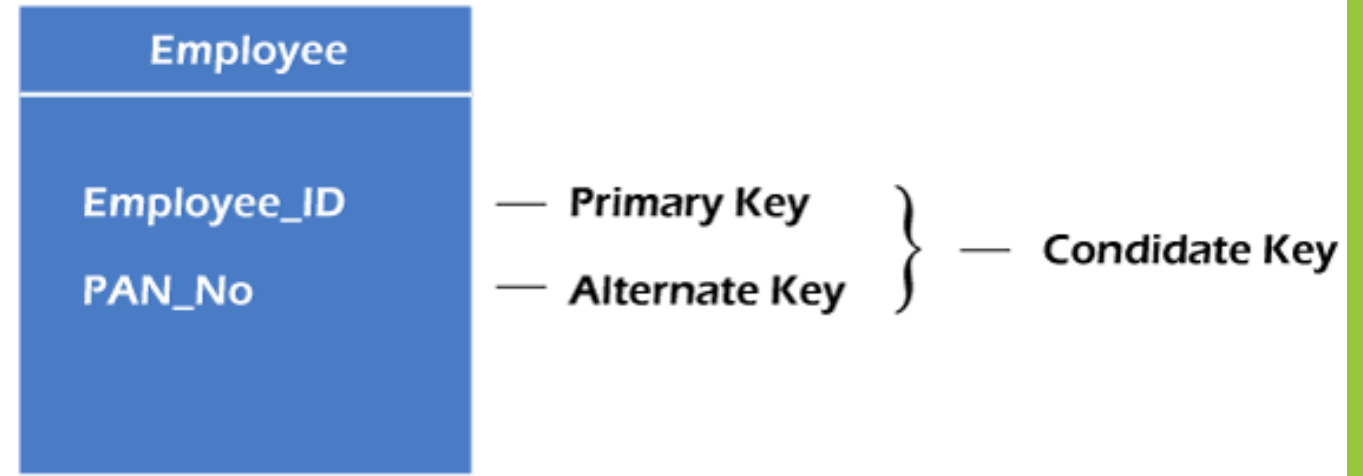 Employee
Employee_ID — Primary Key
PAN_No — Alternate Key
} — Condidate Key